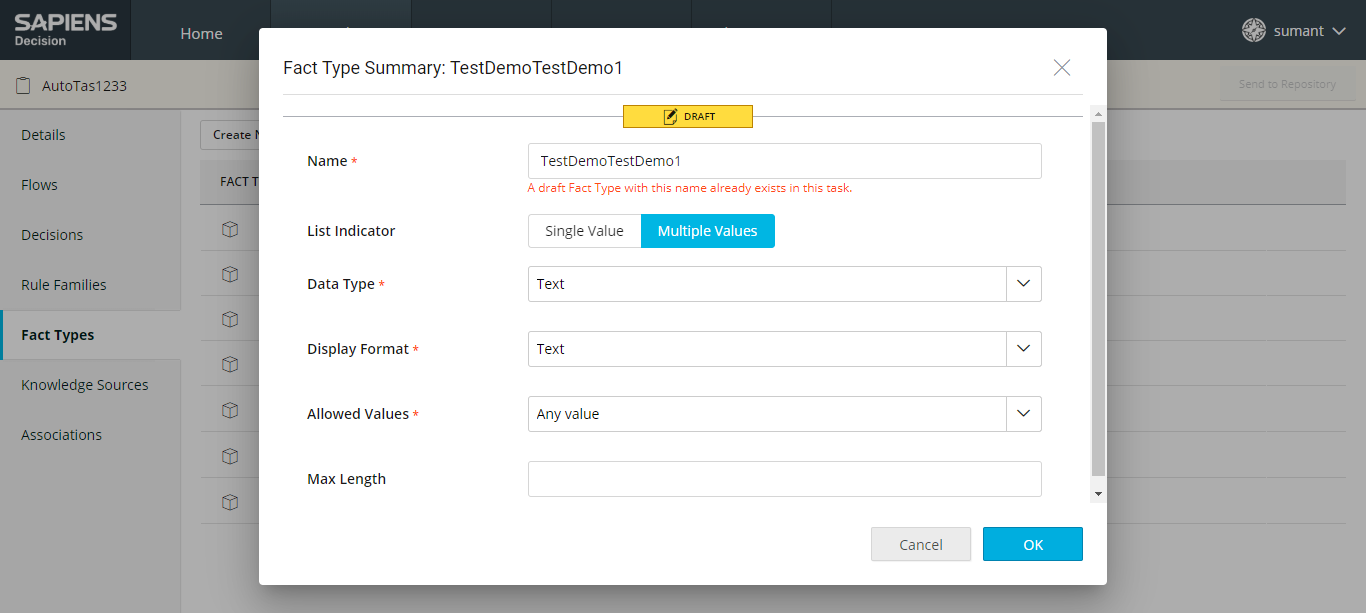 SAPIENS
Decision
Home
sumant
AutoTas1233
Send to Repository
Details
Flows
Decisions
Rule Families
Fact Types
Knowledge Sources
Associations
Create
FACT
Fact Type Summary: TestDemoTestDemo1
DRAFT
Name *
TestDemoTestDemo1
A draft Fact Type with this name already exists in this task.
List Indicator
Single Value
Multiple Values
Data Type *
Text
Display Format *
Text
Allowed Values *
Any value
Max Length
Cancel
OK